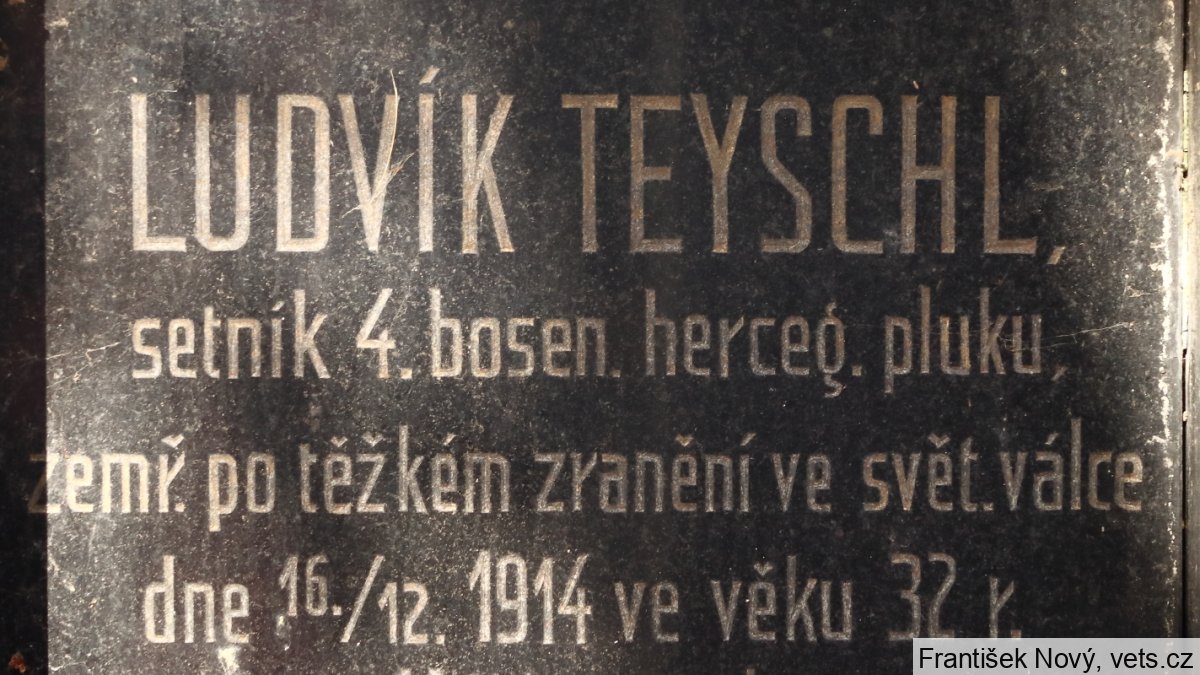 LUDVÍK TEYSCHL,
setník 4. bosen. herceg. pluku,
zemř. po těžkém zranění ve svět. válce
dne 16./12. 1914 ve věku 32 r.
František Nový, vets.cz